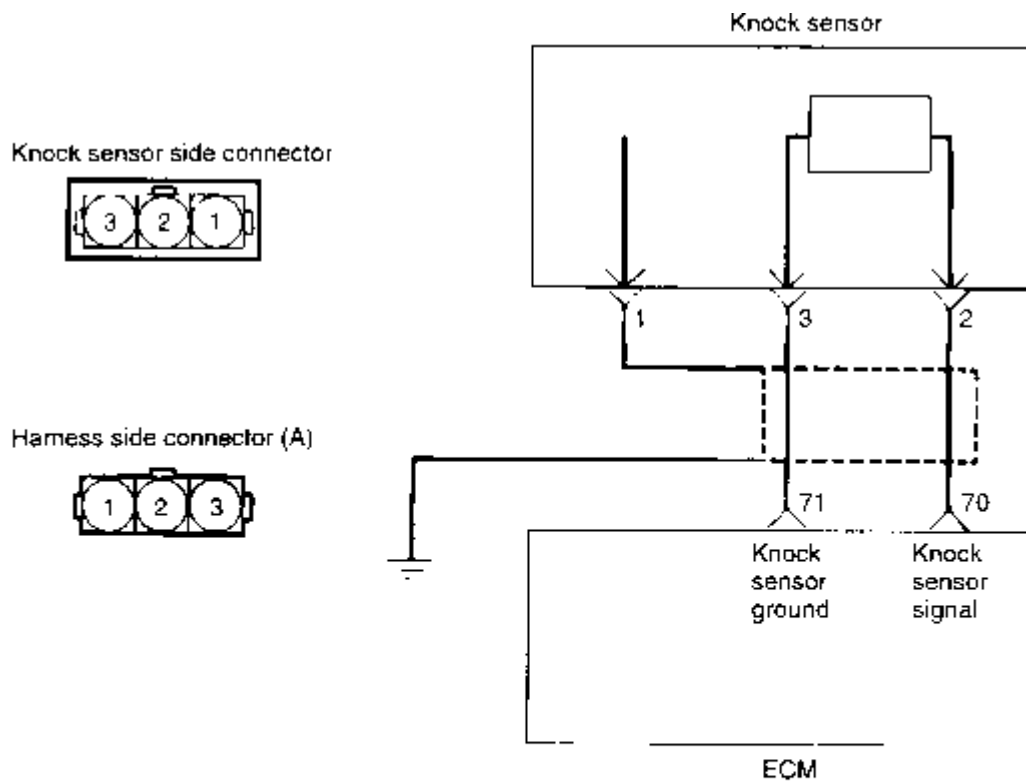 Knock sensor
Knock sensor side connector
3 2 1
1 3 2
Harness side connector (A)
1 2 3
71 70
Knock sensor ground
Knock sensor signal
ECM